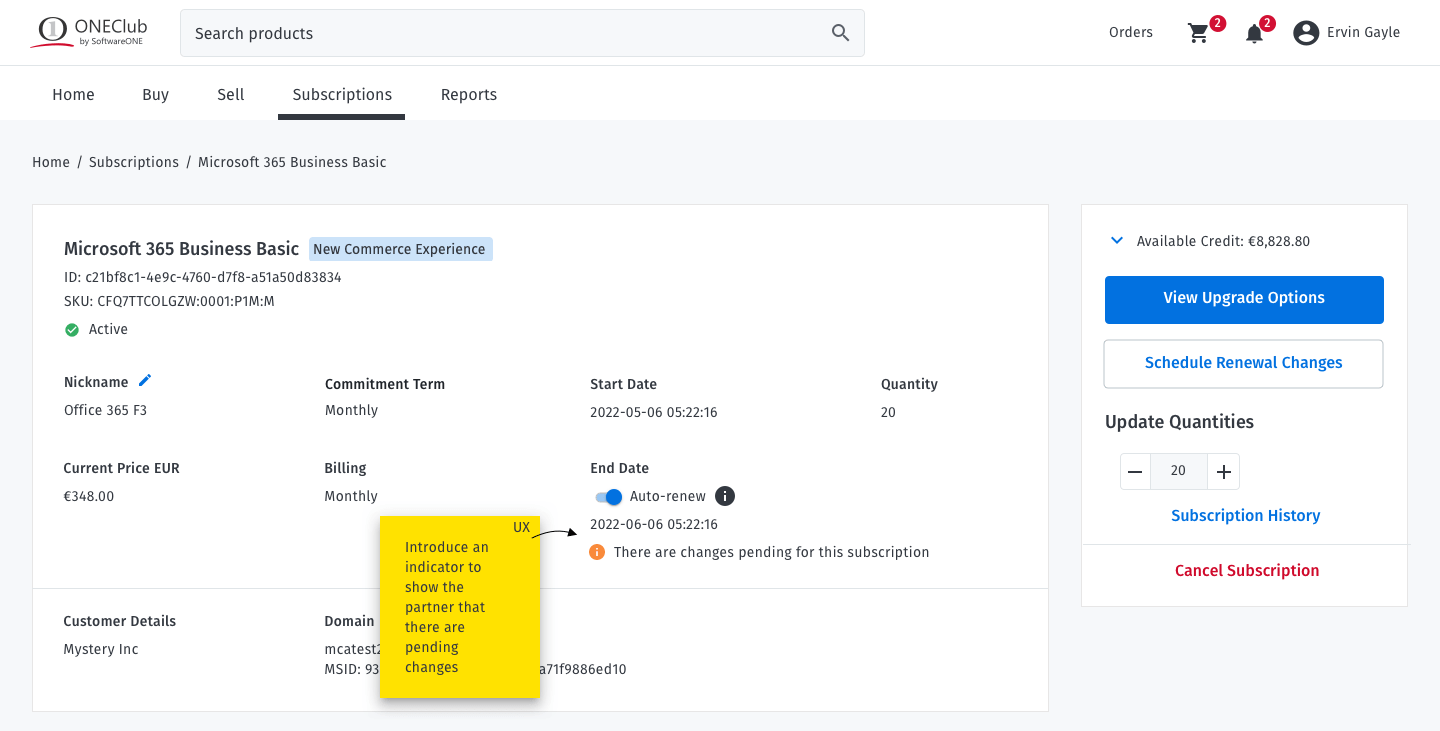 ONEClub
by SoftwareONE
Search products
Orders
2
2
Ervin Gayle
Home
Buy
Sell
Subscriptions
Reports
Home / Subscriptions / Microsoft 365 Business Basic
Microsoft 365 Business Basic
New Commerce Experience
ID: c21bf8c1-4e9c-4760-d7f8-a51a50d83834
SKU: CFQ7TTCOLGZW:0001:P1M:M
Active
Nickname
Office 365 F3
Commitment Term
Monthly
Start Date
2022-05-06 05:22:16
Quantity
20
Current Price EUR
€348.00
Billing
Monthly
End Date
Auto-renew
2022-06-06 05:22:16
There are changes pending for this subscription
UX
Introduce an
indicator to
show the
partner that
there are
pending
changes
Customer Details
Mystery Inc
Domain
mcatest2
MSID: 93 a71f9886ed10
Available Credit: €8,828.80
View Upgrade Options
Schedule Renewal Changes
Update Quantities
20
Subscription History
Cancel Subscription